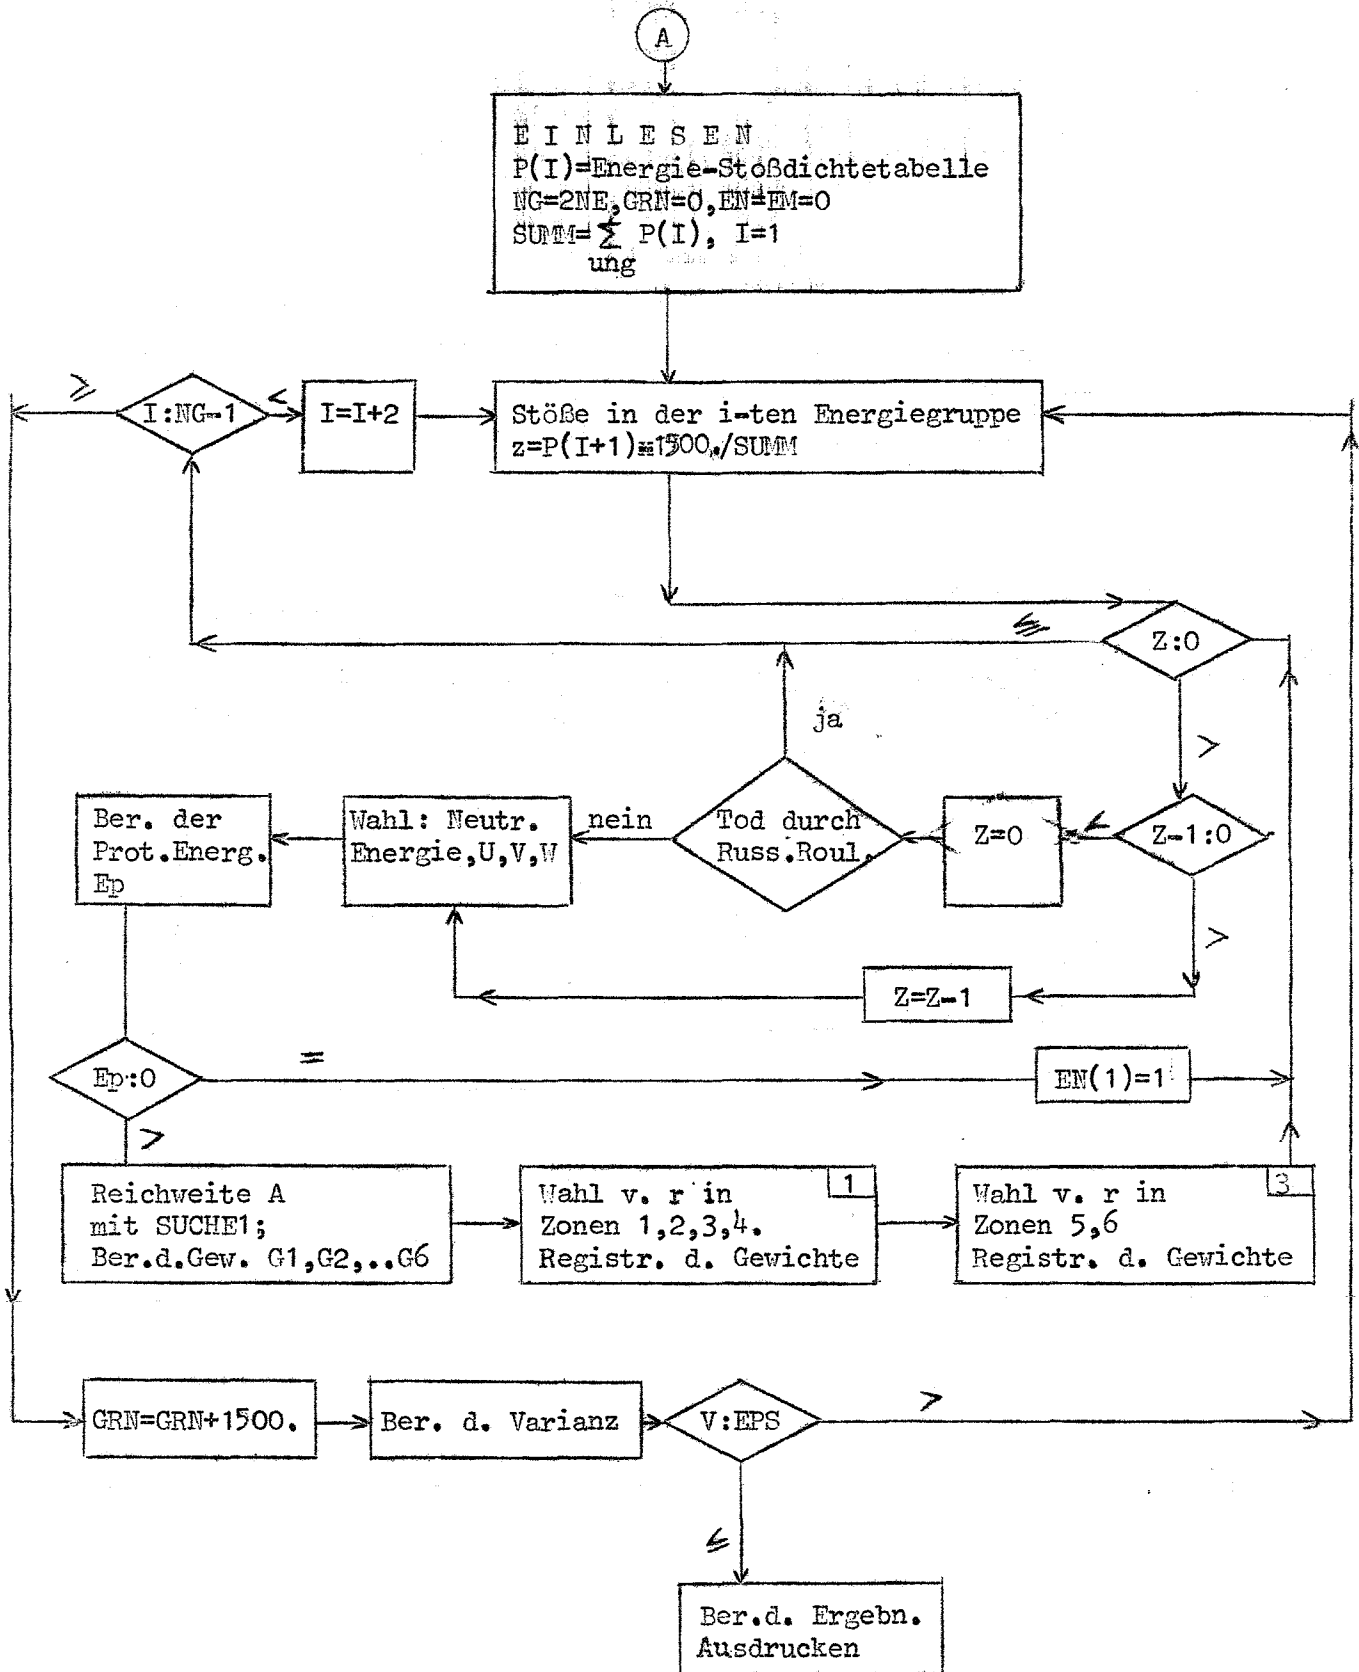 A
E I N L E S E N
P(I)=Energie-Stoßdichtetabelle
NG=2NE,GRN=0,EN=EM=0
SUMM=∑ P(I), I=1
ung
≥
I:NG-1
<
I=I+2
Stöße in der i-ten Energiegruppe
z=P(I+1)*1500./SUMM
≤
Z:0
ja
>
Ber. der
Prot.Energ.
Ep
Wahl: Neutr.
Energie,U,V,W
nein
Tod durch
Russ.Roul.
Z=0
<
Z-1:0
>
Z=Z-1
Ep:0
=
EN(1)=1
>
Reichweite A
mit SUCHE1;
Ber.d.Gew. G1,G2,..G6
1
Wahl v. r in
Zonen 1,2,3,4.
Registr. d. Gewichte
3
Wahl v. r in
Zonen 5,6
Registr. d. Gewichte
GRN=GRN+1500.
Ber. d. Varianz
V:EPS
>
≤
Ber.d. Ergebn.
Ausdrucken